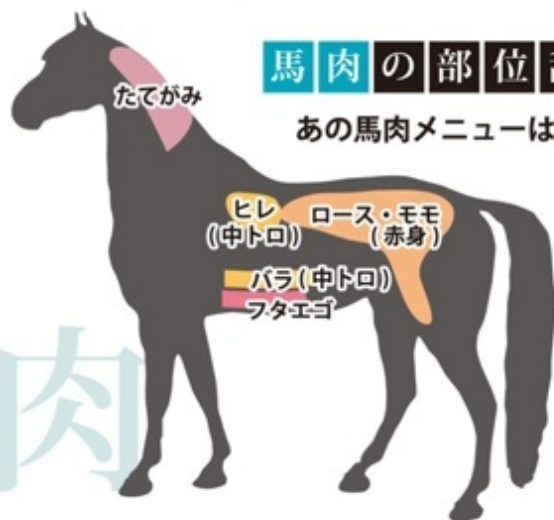 馬肉の部位
あの馬肉メニューは
たてがみ
ヒレ
(中トロ)
ロース・モモ
(赤身)
バラ(中トロ)
フタエゴ
肉